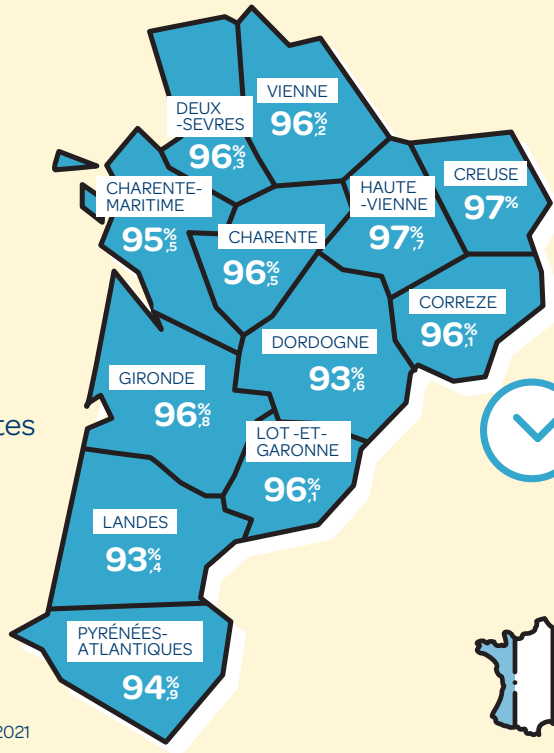 VIENNE
96%,2
DEUX
-SEVRES
96%,3
CREUSE
97%
HAUTE
-VIENNE
97%,7
CHARENTE-
MARITIME
95%,5
CHARENTE
96%,5
CORREZE
96%,1
DORDOGNE
93%,6
GIRONDE
96%,8
tes
LOT -ET-
GARONNE
96%,1
LANDES
93%,4
PYRÉNÉES-
ATLANTIQUES
94%,9
2021